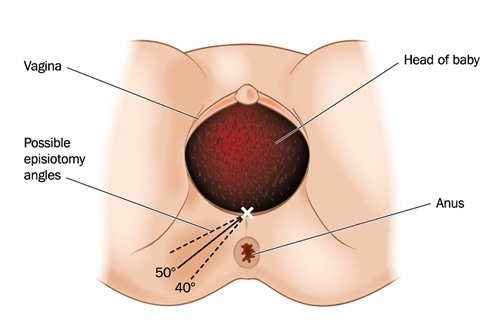 Vagina
Head of baby
Possible
episiotomy
angles
Anus
50°
40°